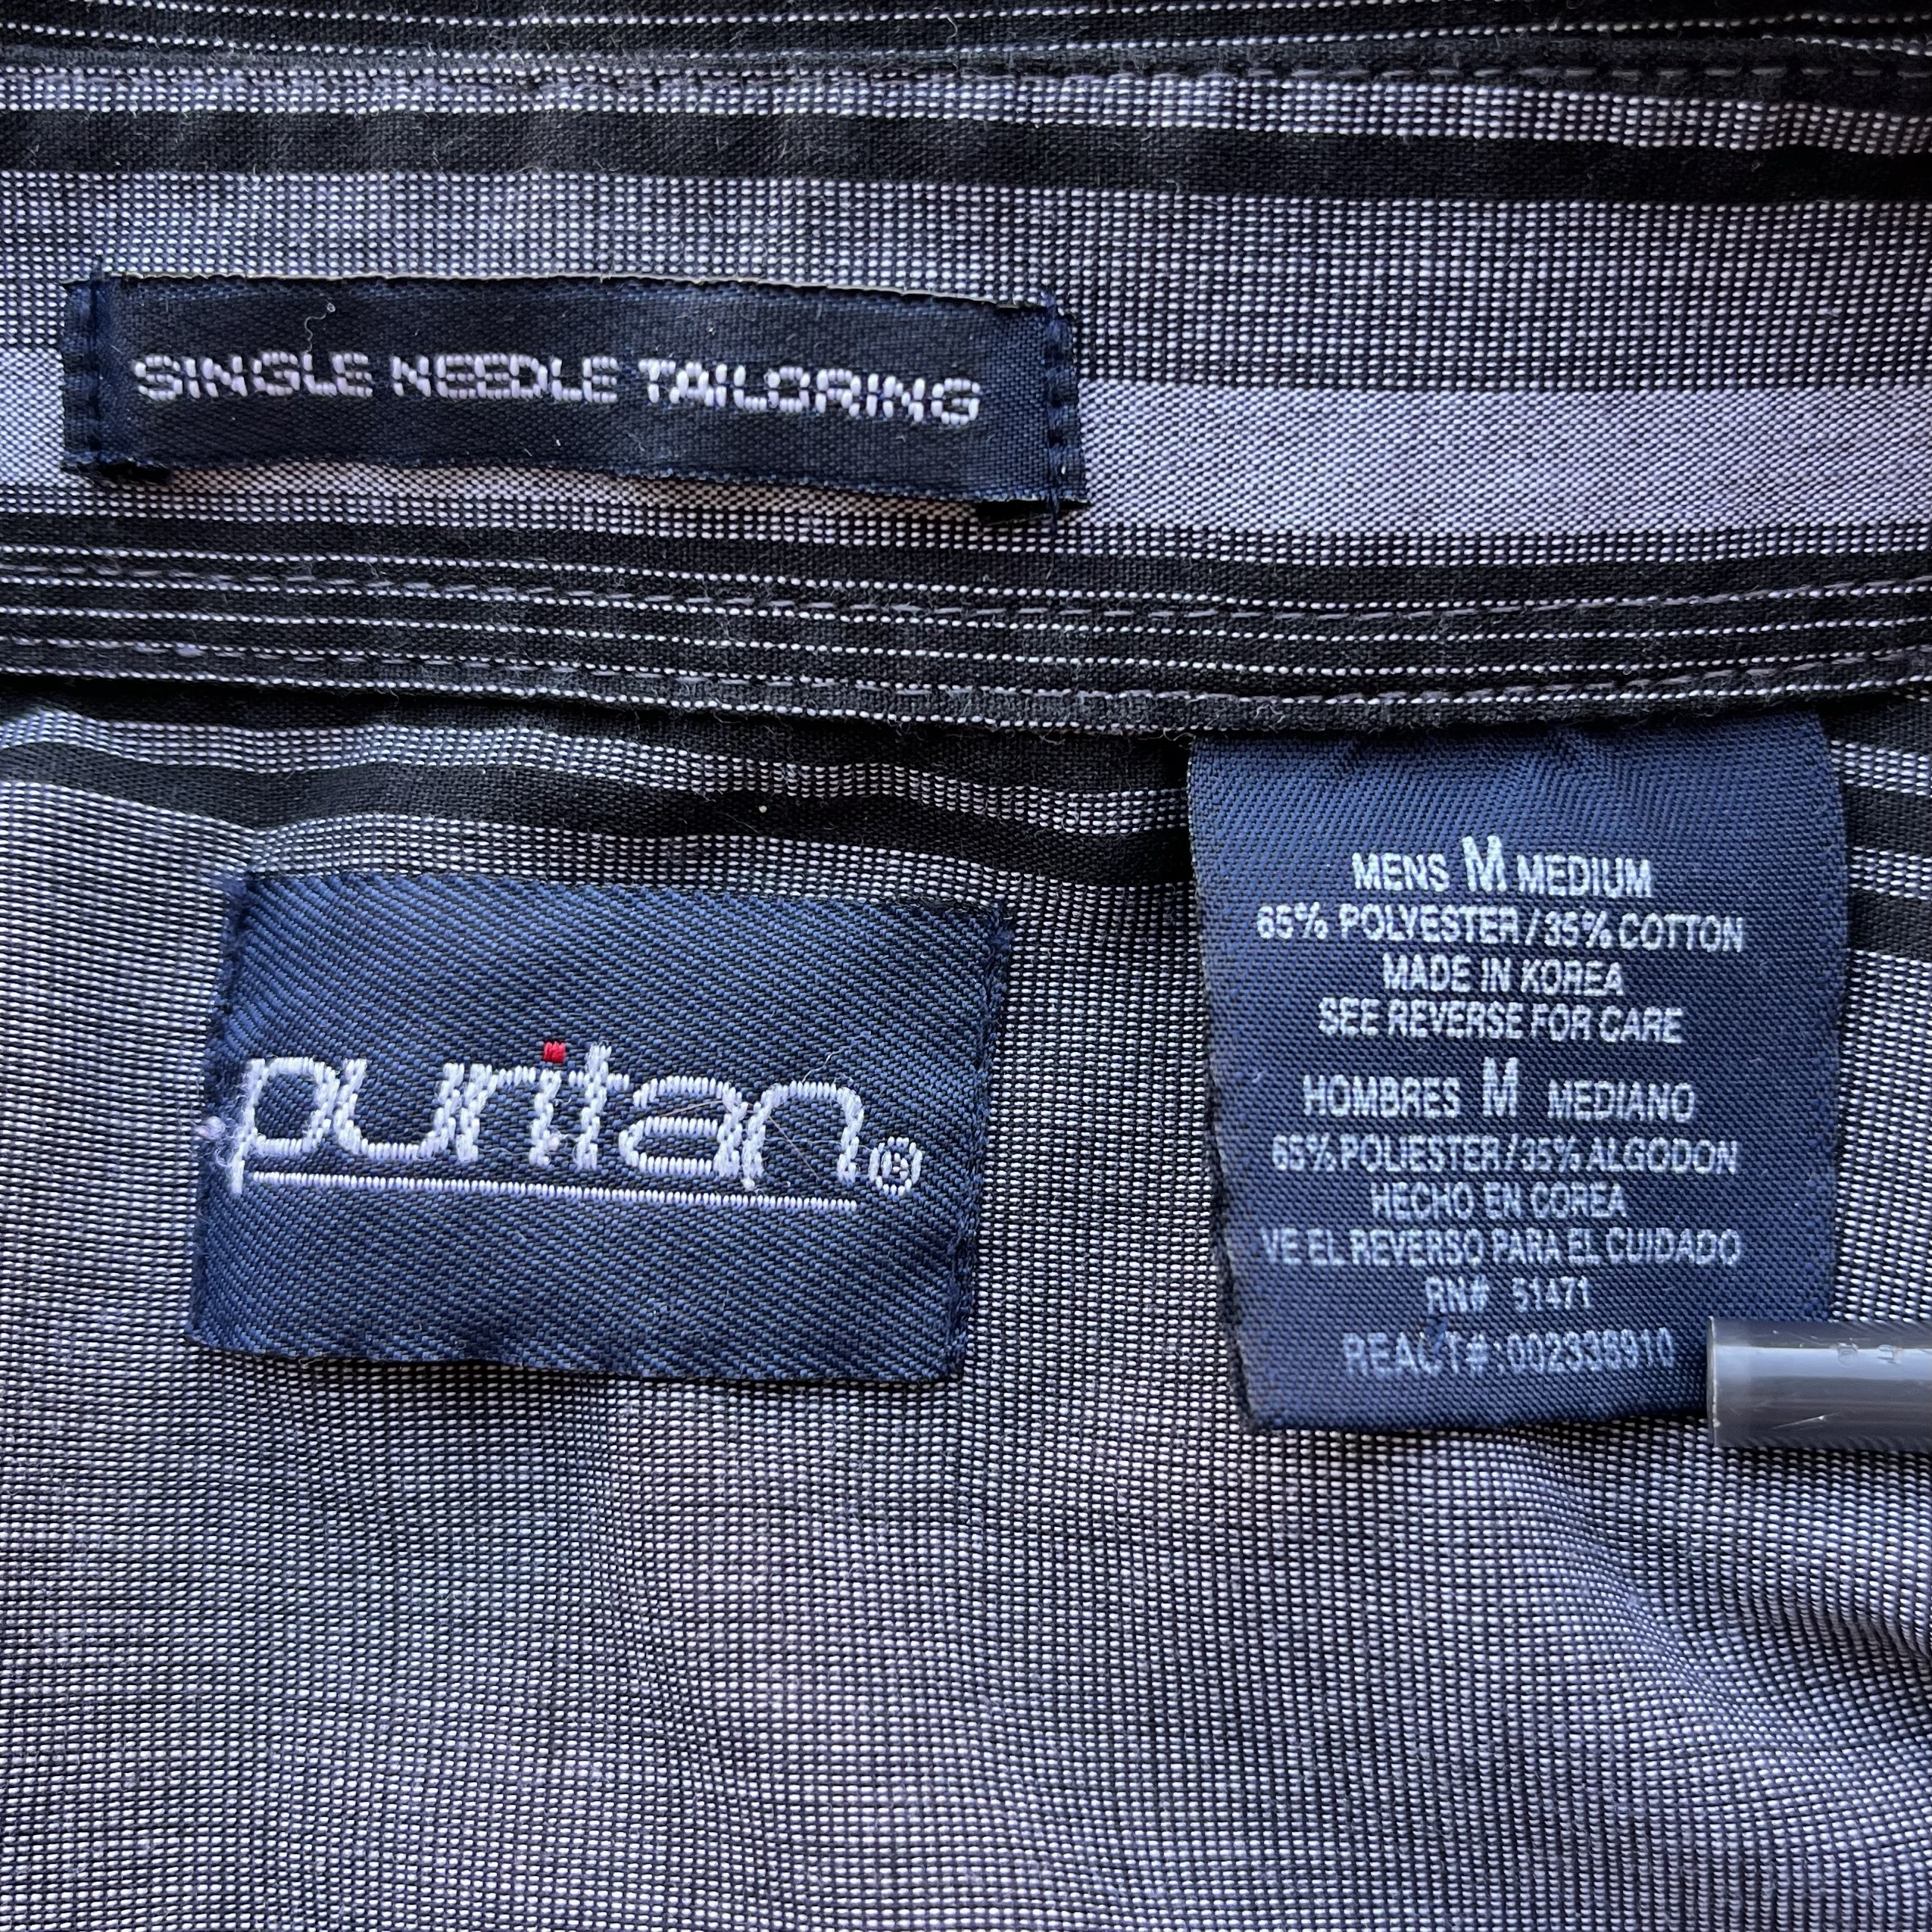 SINGLE NEEDLE TAILORING
puritan®
MENS M MEDIUM
65% POLYESTER/35% COTTON
MADE IN KOREA
SEE REVERSE FOR CARE
HOMBRES M MEDIANO
65% POLIESTER/35% ALGODON
HECHO EN COREA
VE EL REVERSO PARA EL CUIDADO
RN# 51471